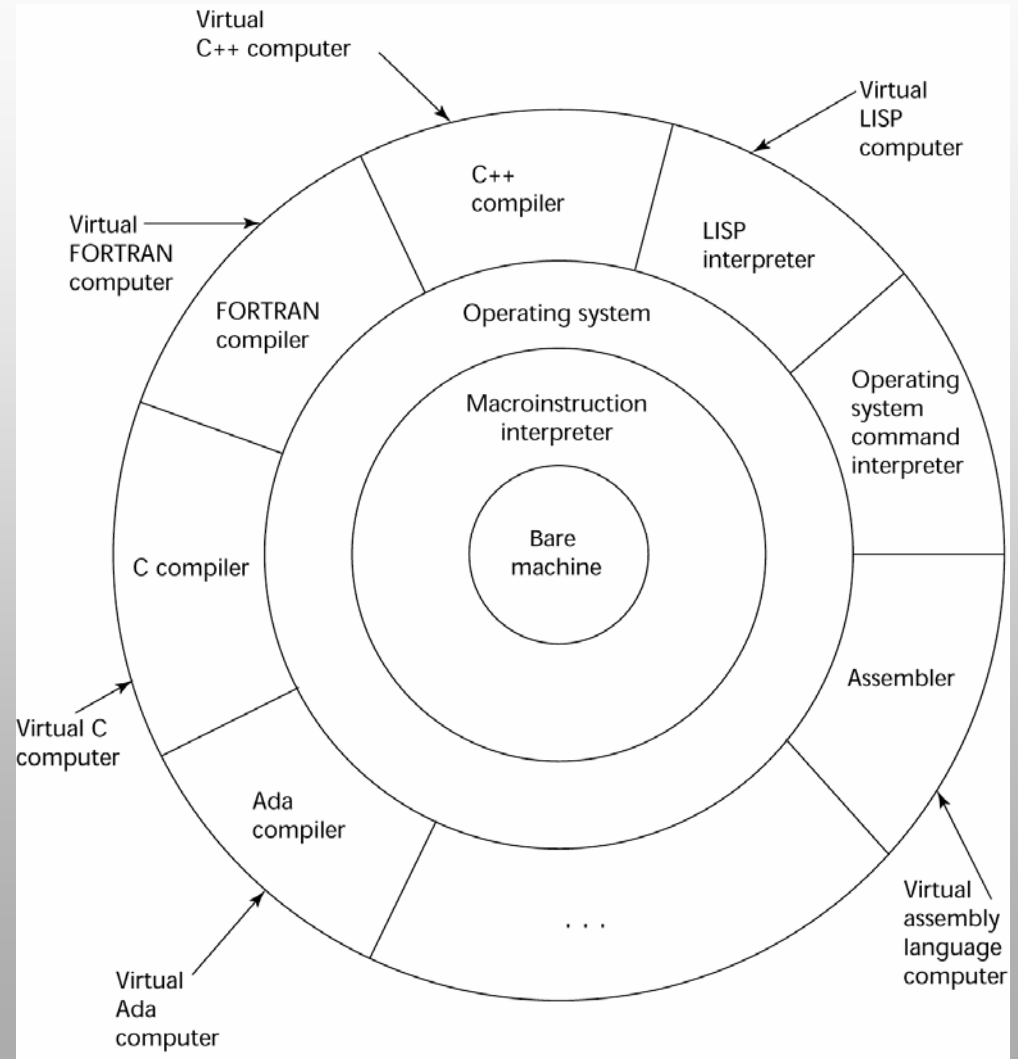 Virtual
C++ computer
Virtual
LISP
computer
C++
compiler
Virtual
FORTRAN
computer
LISP
interpreter
FORTRAN
compiler
Operating system
Operating
system
command
interpreter
Macroinstruction
interpreter
Bare
machine
C compiler
Assembler
Virtual C
computer
Ada
compiler
Virtual
assembly
language
computer
. . .
Virtual
Ada
computer